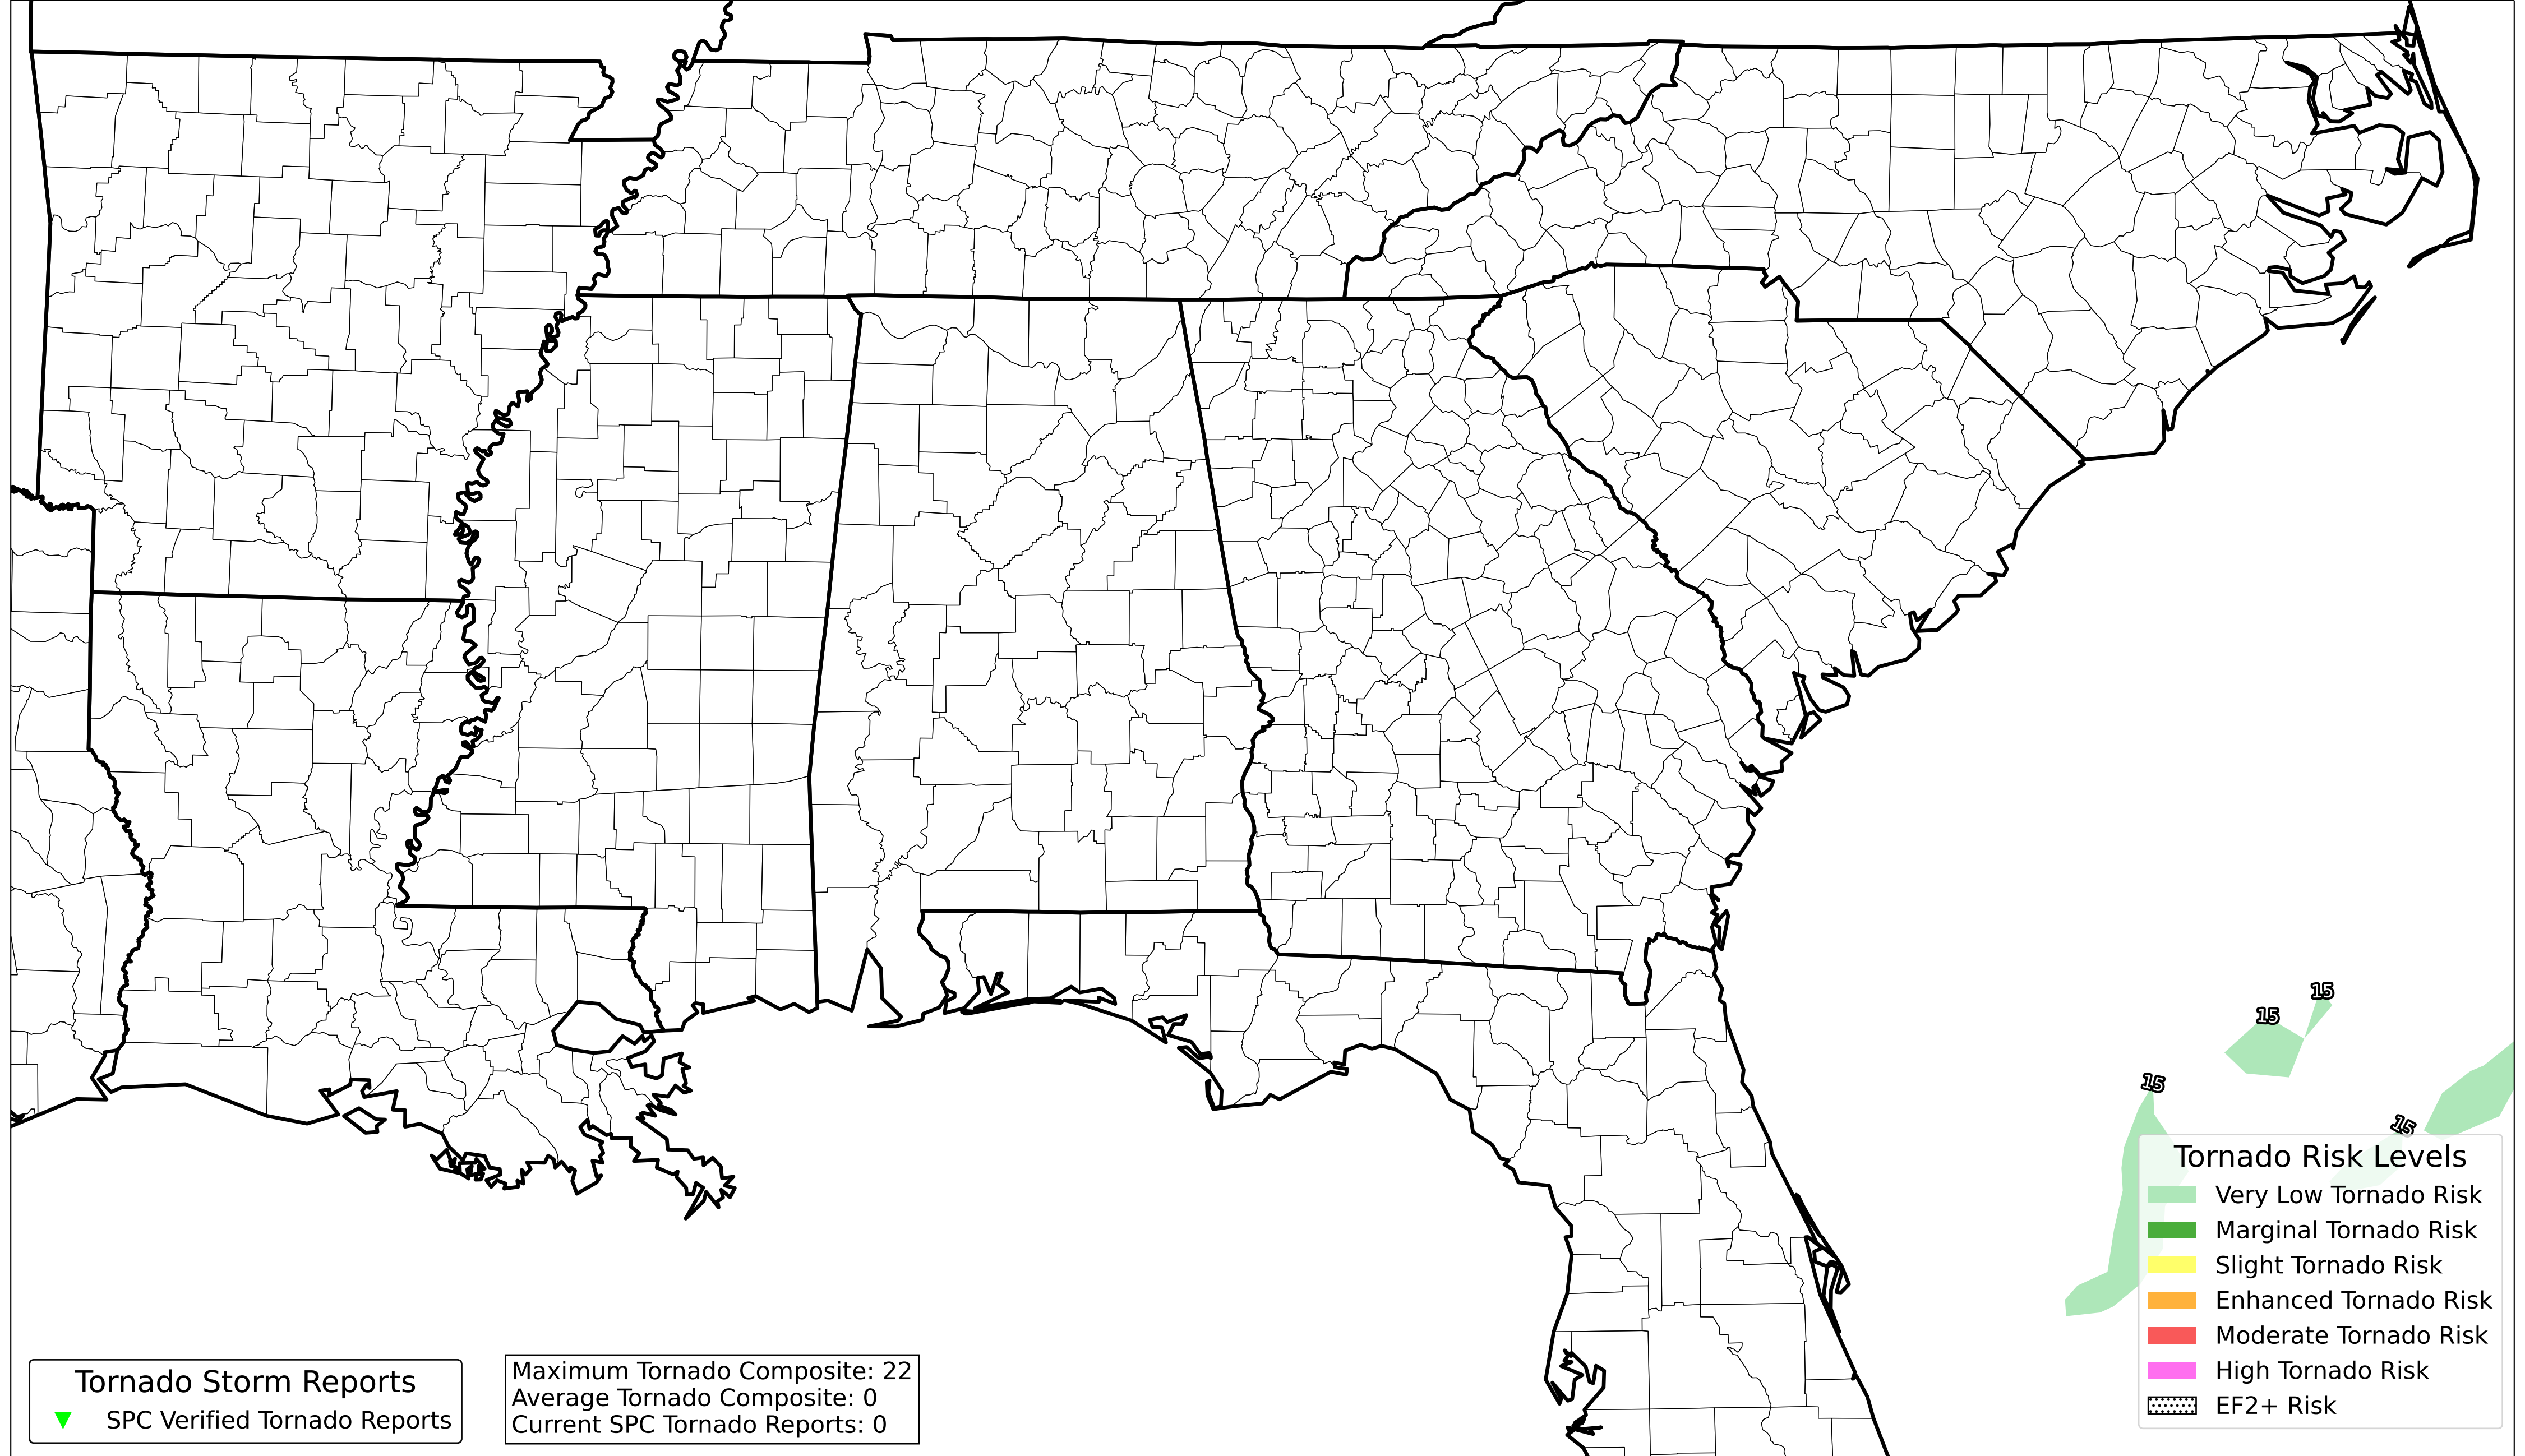 15
15
15
15
Tornado Risk Levels
Very Low Tornado Risk
Marginal Tornado Risk
Slight Tornado Risk
Enhanced Tornado Risk
Moderate Tornado Risk
High Tornado Risk
EF2+ Risk
Tornado Storm Reports
SPC Verified Tornado Reports
Maximum Tornado Composite: 22
Average Tornado Composite: 0
Current SPC Tornado Reports: 0